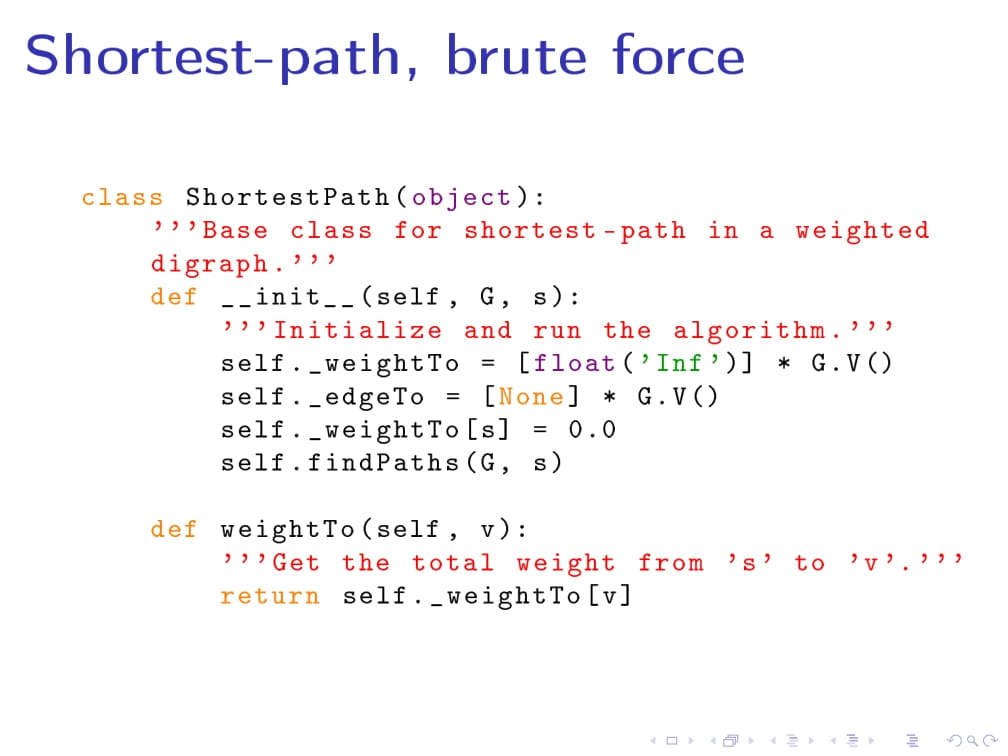 Shortest-path, brute force
class ShortestPath(object):
    '''Base class for shortest-path in a weighted
    digraph.'''
    def __init__(self, G, s):
        '''Initialize and run the algorithm.'''
        self._weightTo = [float('Inf')] * G.V()
        self._edgeTo = [None] * G.V()
        self._weightTo[s] = 0.0
        self.findPaths(G, s)

    def weightTo(self, v):
        '''Get the total weight from 's' to 'v'.'''
        return self._weightTo[v]